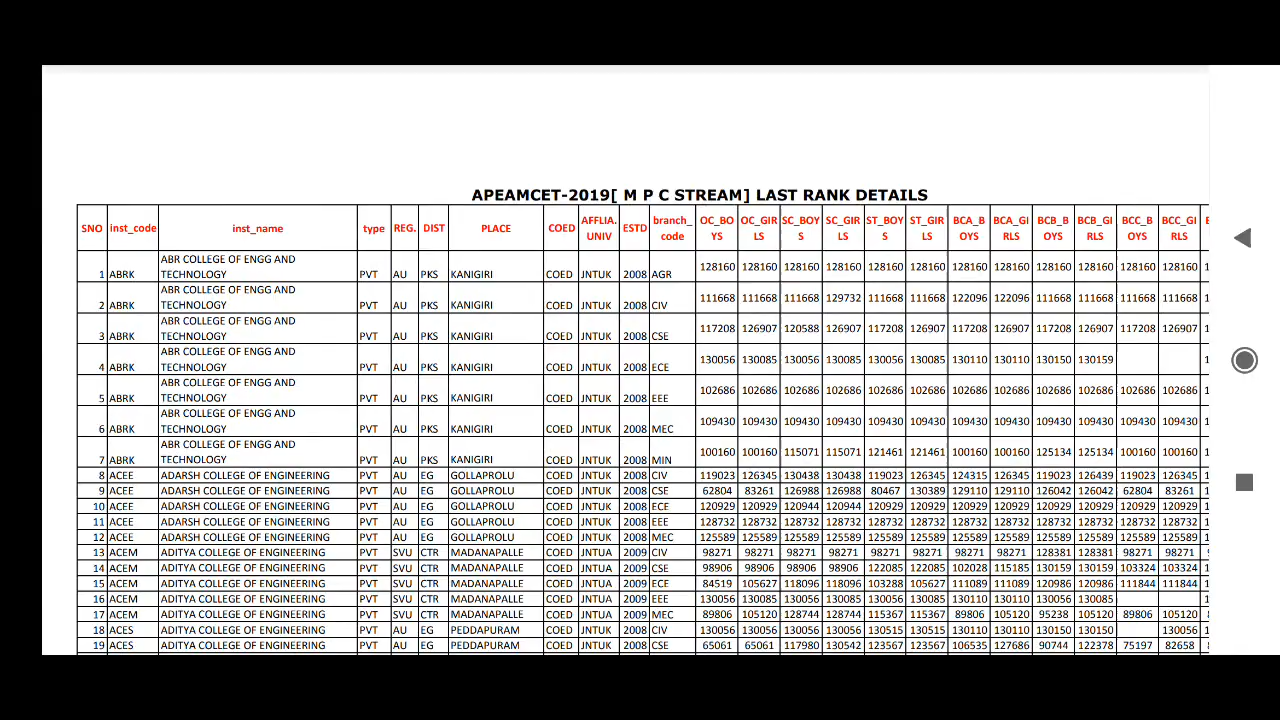 APEAMCET-2019[ M P C STREAM] LAST RANK DETAILS
SNO inst_code inst_name type REG. DIST PLACE COED AFFLIA. UNIV ESTD branch_ code OC_BO YS OC_GIR LS SC_BOY S SC_GIR LS ST_BOY S ST_GIR LS BCA_B OYS BCA_GI RLS BCB_B OYS BCB_GI RLS BCC_B OYS BCC_GI RLS
1 ABRK ABR COLLEGE OF ENGG AND TECHNOLOGY PVT AU PKS KANIGIRI COED JNTUK 2008 AGR 128160 128160 128160 128160 128160 128160 128160 128160 128160 128160 128160 128160
2 ABRK ABR COLLEGE OF ENGG AND TECHNOLOGY PVT AU PKS KANIGIRI COED JNTUK 2008 CIV 111668 111668 111668 129732 111668 111668 122096 122096 111668 111668 111668 111668
3 ABRK ABR COLLEGE OF ENGG AND TECHNOLOGY PVT AU PKS KANIGIRI COED JNTUK 2008 CSE 117208 126907 120588 126907 117208 126907 117208 126907 117208 126907 117208 126907
4 ABRK ABR COLLEGE OF ENGG AND TECHNOLOGY PVT AU PKS KANIGIRI COED JNTUK 2008 ECE 130056 130085 130056 130085 130056 130085 130110 130110 130150 130159
5 ABRK ABR COLLEGE OF ENGG AND TECHNOLOGY PVT AU PKS KANIGIRI COED JNTUK 2008 EEE 102686 102686 102686 102686 102686 102686 102686 102686 102686 102686 102686 102686
6 ABRK ABR COLLEGE OF ENGG AND TECHNOLOGY PVT AU PKS KANIGIRI COED JNTUK 2008 MEC 109430 109430 109430 109430 109430 109430 109430 109430 109430 109430 109430 109430
7 ABRK ABR COLLEGE OF ENGG AND TECHNOLOGY PVT AU PKS KANIGIRI COED JNTUK 2008 MIN 100160 100160 115071 115071 121461 121461 100160 100160 125134 125134 100160 100160
8 ACEE ADARSH COLLEGE OF ENGINEERING PVT AU EG GOLLAPROLU COED JNTUK 2008 CIV 119023 126345 130438 130438 119023 126345 124315 126345 119023 126439 119023 126345
9 ACEE ADARSH COLLEGE OF ENGINEERING PVT AU EG GOLLAPROLU COED JNTUK 2008 CSE 62804 83261 126988 126988 80467 130389 129110 129110 126042 126042 62804 83261
10 ACEE ADARSH COLLEGE OF ENGINEERING PVT AU EG GOLLAPROLU COED JNTUK 2008 ECE 120929 120929 120944 120944 120929 120929 120929 120929 120929 120929 120929 120929
11 ACEE ADARSH COLLEGE OF ENGINEERING PVT AU EG GOLLAPROLU COED JNTUK 2008 EEE 128732 128732 128732 128732 128732 128732 128732 128732 128732 128732 128732 128732
12 ACEE ADARSH COLLEGE OF ENGINEERING PVT AU EG GOLLAPROLU COED JNTUK 2008 MEC 125589 125589 125589 125589 125589 125589 125589 125589 125589 125589 125589 125589
13 ACEM ADITYA COLLEGE OF ENGINEERING PVT SVU CTR MADANAPALLE COED JNTUA 2009 CIV 98271 98271 98271 98271 98271 98271 98271 98271 128381 128381 98271 98271
14 ACEM ADITYA COLLEGE OF ENGINEERING PVT SVU CTR MADANAPALLE COED JNTUA 2009 CSE 98906 98906 98906 98906 122085 122085 102028 115185 130159 130159 103324 103324
15 ACEM ADITYA COLLEGE OF ENGINEERING PVT SVU CTR MADANAPALLE COED JNTUA 2009 ECE 84519 105627 118096 118096 103288 105627 111089 111089 120986 120986 111844 111844
16 ACEM ADITYA COLLEGE OF ENGINEERING PVT SVU CTR MADANAPALLE COED JNTUA 2009 EEE 130056 130085 130056 130085 130056 130085 130110 130110 130056 130085
17 ACEM ADITYA COLLEGE OF ENGINEERING PVT SVU CTR MADANAPALLE COED JNTUA 2009 MEC 89806 105120 128744 128744 115367 115367 89806 105120 95238 105120 89806 105120
18 ACES ADITYA COLLEGE OF ENGINEERING PVT AU EG PEDDAPURAM COED JNTUK 2008 CIV 130056 130056 130056 130056 130515 130515 130110 130110 130150 130150 130056
19 ACES ADITYA COLLEGE OF ENGINEERING PVT AU EG PEDDAPURAM COED JNTUK 2008 CSE 65061 65061 117980 130542 123567 123567 106535 127686 90744 122378 75197 82658